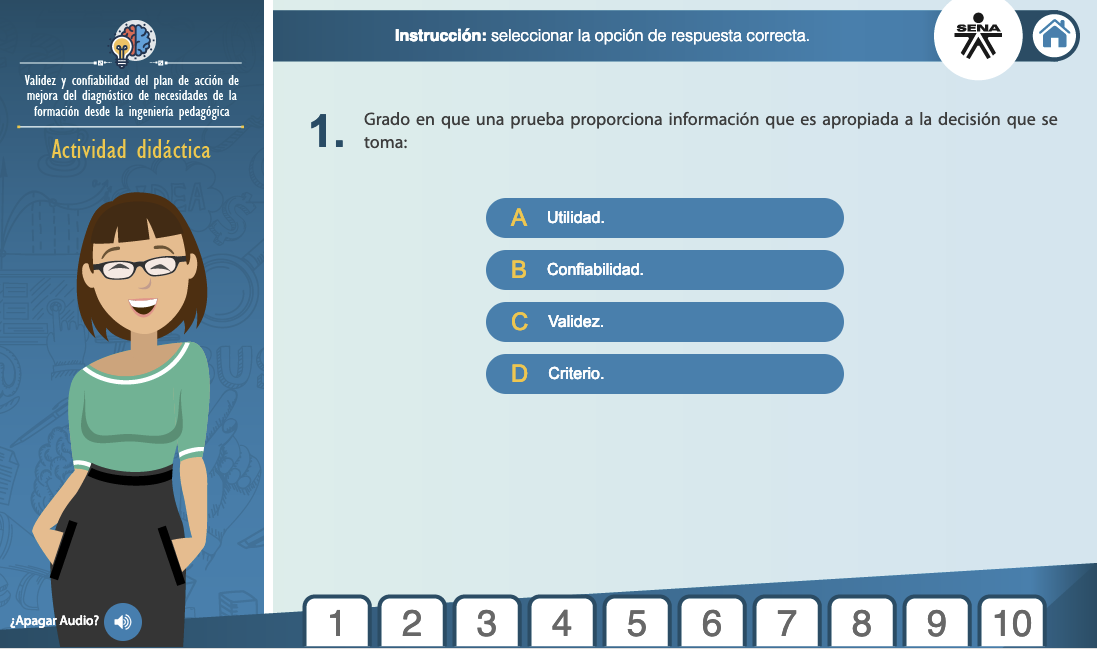 Validez y confiabilidad del plan de acción de
mejora del diagnóstico de necesidades de la
formación desde la ingeniería pedagógica
Actividad didáctica
Instrucción: seleccionar la opción de respuesta correcta.
SENA
1. Grado en que una prueba proporciona información que es apropiada a la decisión que se
toma:
A Utilidad.
B Confiabilidad.
C Validez.
D Criterio.
¿Apagar Audio?
1 2 3 4 5 6 7 8 9 10